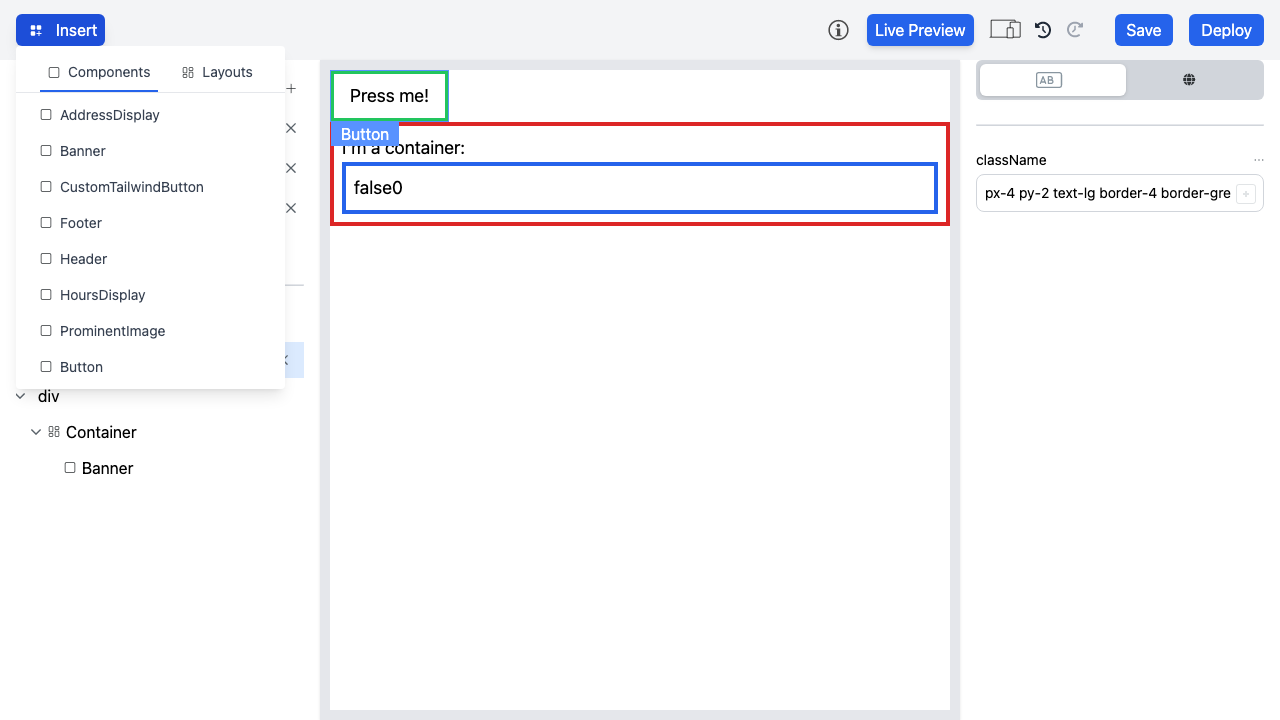 Insert
Live Preview
Save
Deploy
Components
Layouts
AddressDisplay
Banner
CustomTailwindButton
Footer
Header
HoursDisplay
ProminentImage
Button
div
Container
Banner
Press me!
Button
I'm a container:
false0
AB
className
px-4 py-2 text-lg border-4 border-gre